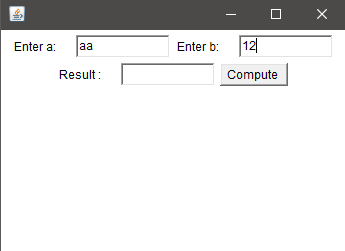 Enter a: aa Enter b: 12
Result : Compute